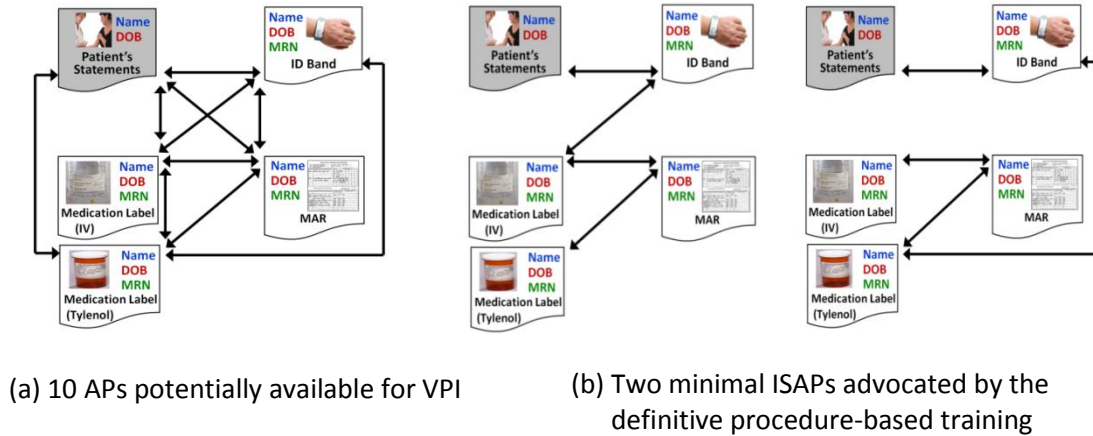 Name
DOB
Patient's
Statements
Name
DOB
MRN
ID Band
Name
DOB
MRN
Medication Label
(IV)
Name
DOB
MRN
MAR
Name
DOB
MRN
Medication Label
(Tylenol)
Name
DOB
Patient's
Statements
Name
DOB
MRN
ID Band
Name
DOB
MRN
Medication Label
(IV)
Name
DOB
MRN
MAR
Name
DOB
MRN
Medication Label
(Tylenol)
Name
DOB
Patient's
Statements
Name
DOB
MRN
ID Band
Name
DOB
MRN
Medication Label
(IV)
Name
DOB
MRN
MAR
Name
DOB
MRN
Medication Label
(Tylenol)
(a) 10 APs potentially available for VPI
(b) Two minimal ISAPs advocated by the
definitive procedure-based training